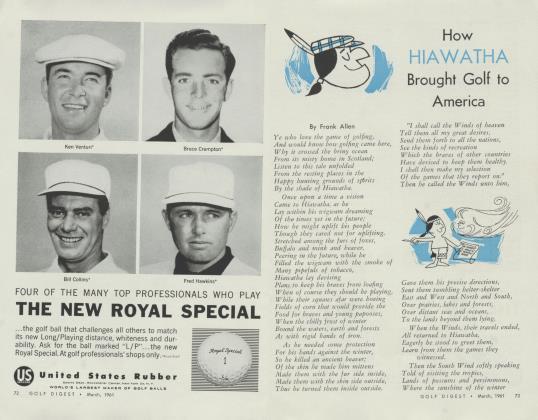 Ken Venturi*
Bruce Crampton*
Bill Collins*
Fred Hawkins*
FOUR OF THE MANY TOP PROFESSIONALS WHO PLAY
THE NEW ROYAL SPECIAL
...the golf ball that challenges all others to match
its new Long/Playing distance, whiteness and dur-
ability. Ask for the ball marked "L/P"...the new
Royal Special. At golf professionals' shops only.
Royal Special
1
US
United States Rubber
WORLD'S LARGEST MAKER OF GOLF BALLS
72 GOLF DIGEST • March, 1961
How
HIAWATHA
Brought Golf to
America
By Frank Allen
Ye who love the game of golfing,
And would know how golfing came here,
Why it crossed the briny ocean
From its misty home in Scotland;
Listen to this tale unfolded
From the resting places in the
Happy hunting grounds of spirits
By the shade of Hiawatha.
Once upon a time a vision
Came to Hiawatha, as he
Lay within his wigwam dreaming
Of the times yet in the future;
How he might uplift his people
Though they cared not for uplifting.
Stretched among the furs of foxes,
Buffalo and mink and beaver.
Peering in the future, while he
Filled the wigwam with the smoke of
Many pipefuls of tobacco,
Hiawatha lay devising
Plans to keep his braves from loafing
When of course they should be playing,
While their squaws afar were hoeing
Fields of corn that would provide the
Food for braves and young papooses,
When the chilly frost of winter
Bound the waters, earth and forests
As with rigid bands of iron.
As he needed some protection
For his hands against the winter,
So he killed an ancient beaver,
Of the skin he made him mittens
Made them with the fur side inside,
Made them with the skin side outside,
Thus he turned them inside outside.
"I shall call the Winds of heaven
Tell them all my great desires,
Send them forth to all the nations,
See the kinds of recreation
Which the braves of other countries
Have devised to keep them healthy.
I shall then make my selection
Of the games that they report on."
Then he called the Winds unto him,
Gave them his precise directions,
Sent them tumbling helter-skelter
East and West and North and South,
Over prairies, lakes and forests,
Over distant seas and oceans,
To the lands beyond them lying.
When the Winds, their travels ended,
All returned to Hiawatha,
Eagerly he stood to greet them,
Learn from them the games they
witnessed.
Then the South Wind softly speaking
Told of visiting the tropics,
Lands of possums and persimmons,
Where the sunshine of the winter
GOLF DIGEST • March, 1961 73